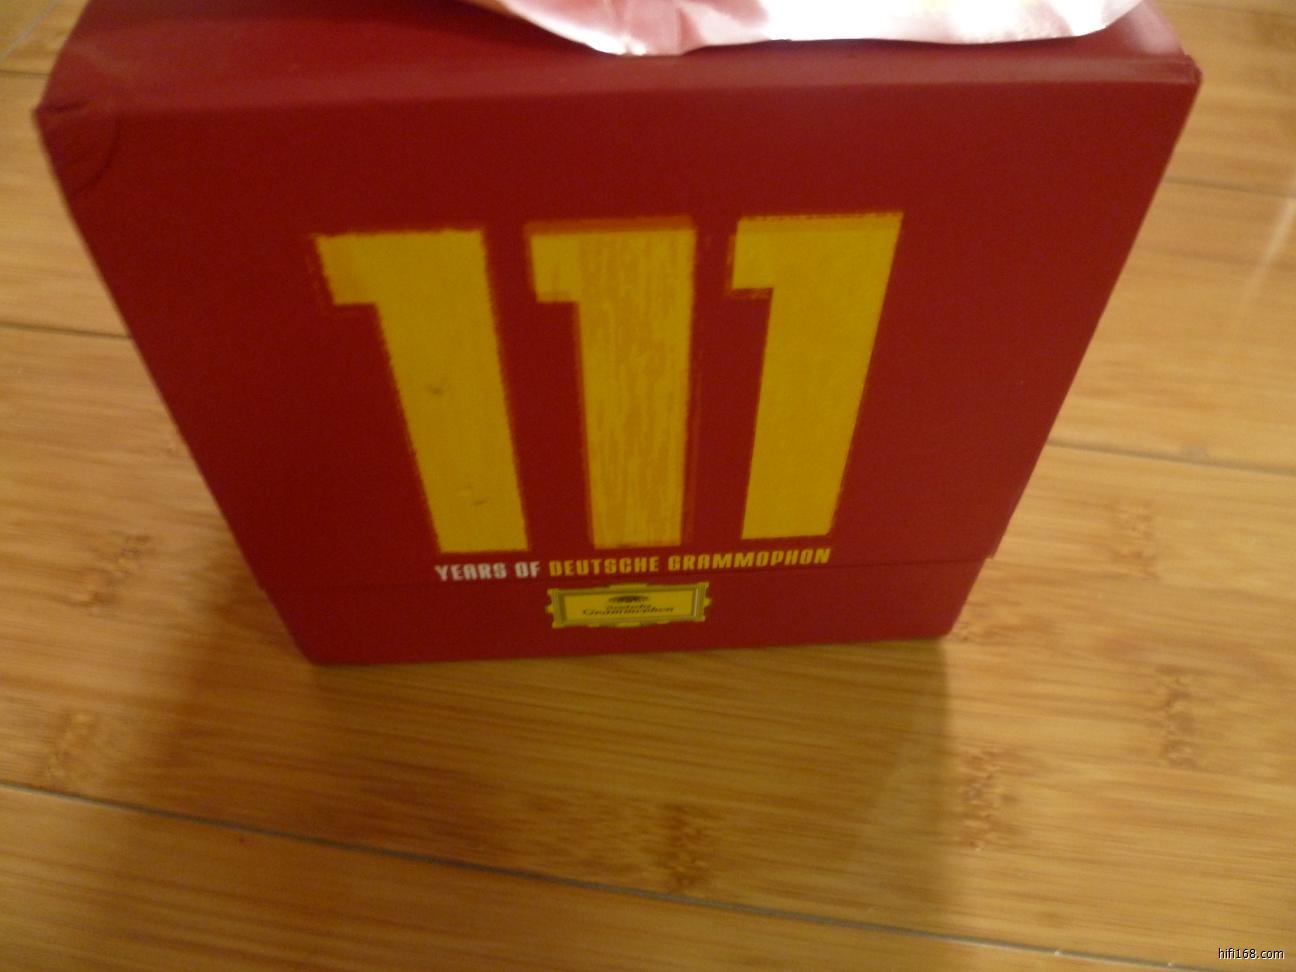 111
YEARS OF DEUTSCHE GRAMMOPHON
Deutsche
Grammophon
hifi168.com